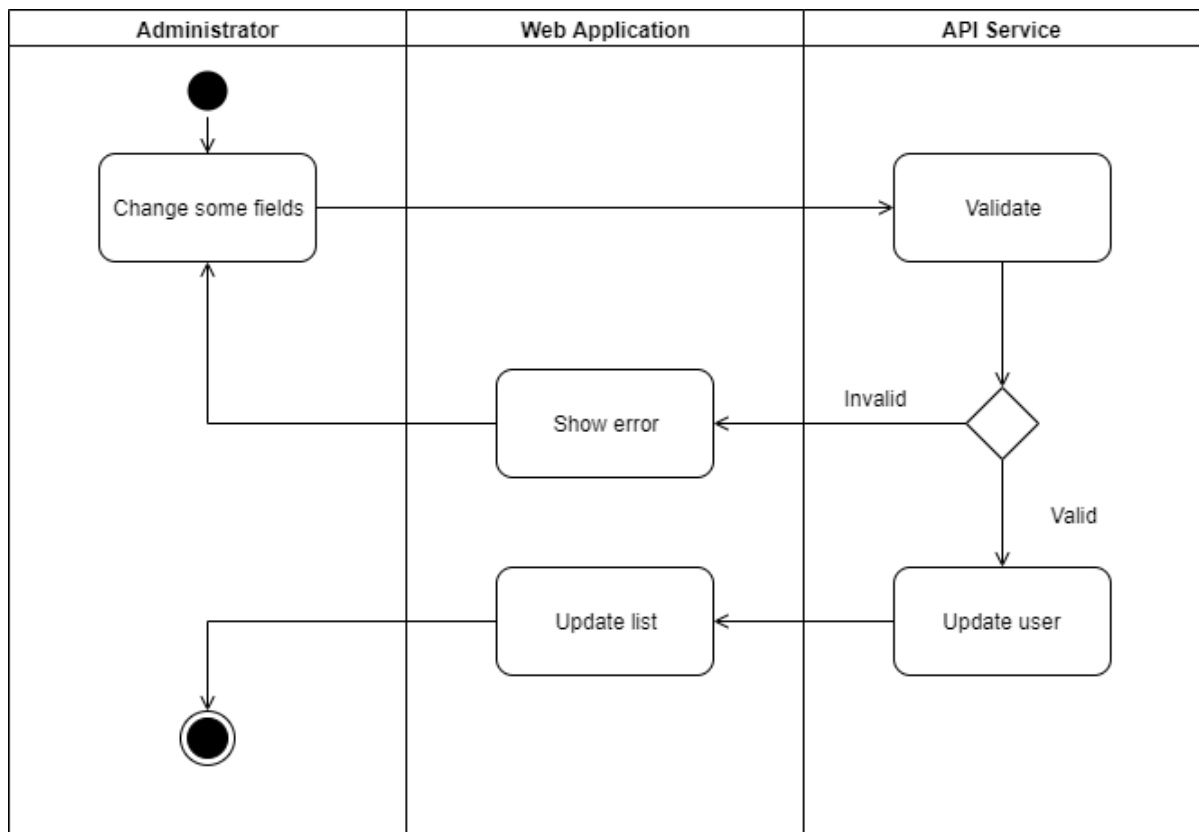 Administrator
Web Application
API Service
Change some fields
Validate
Show error
Invalid
Valid
Update list
Update user